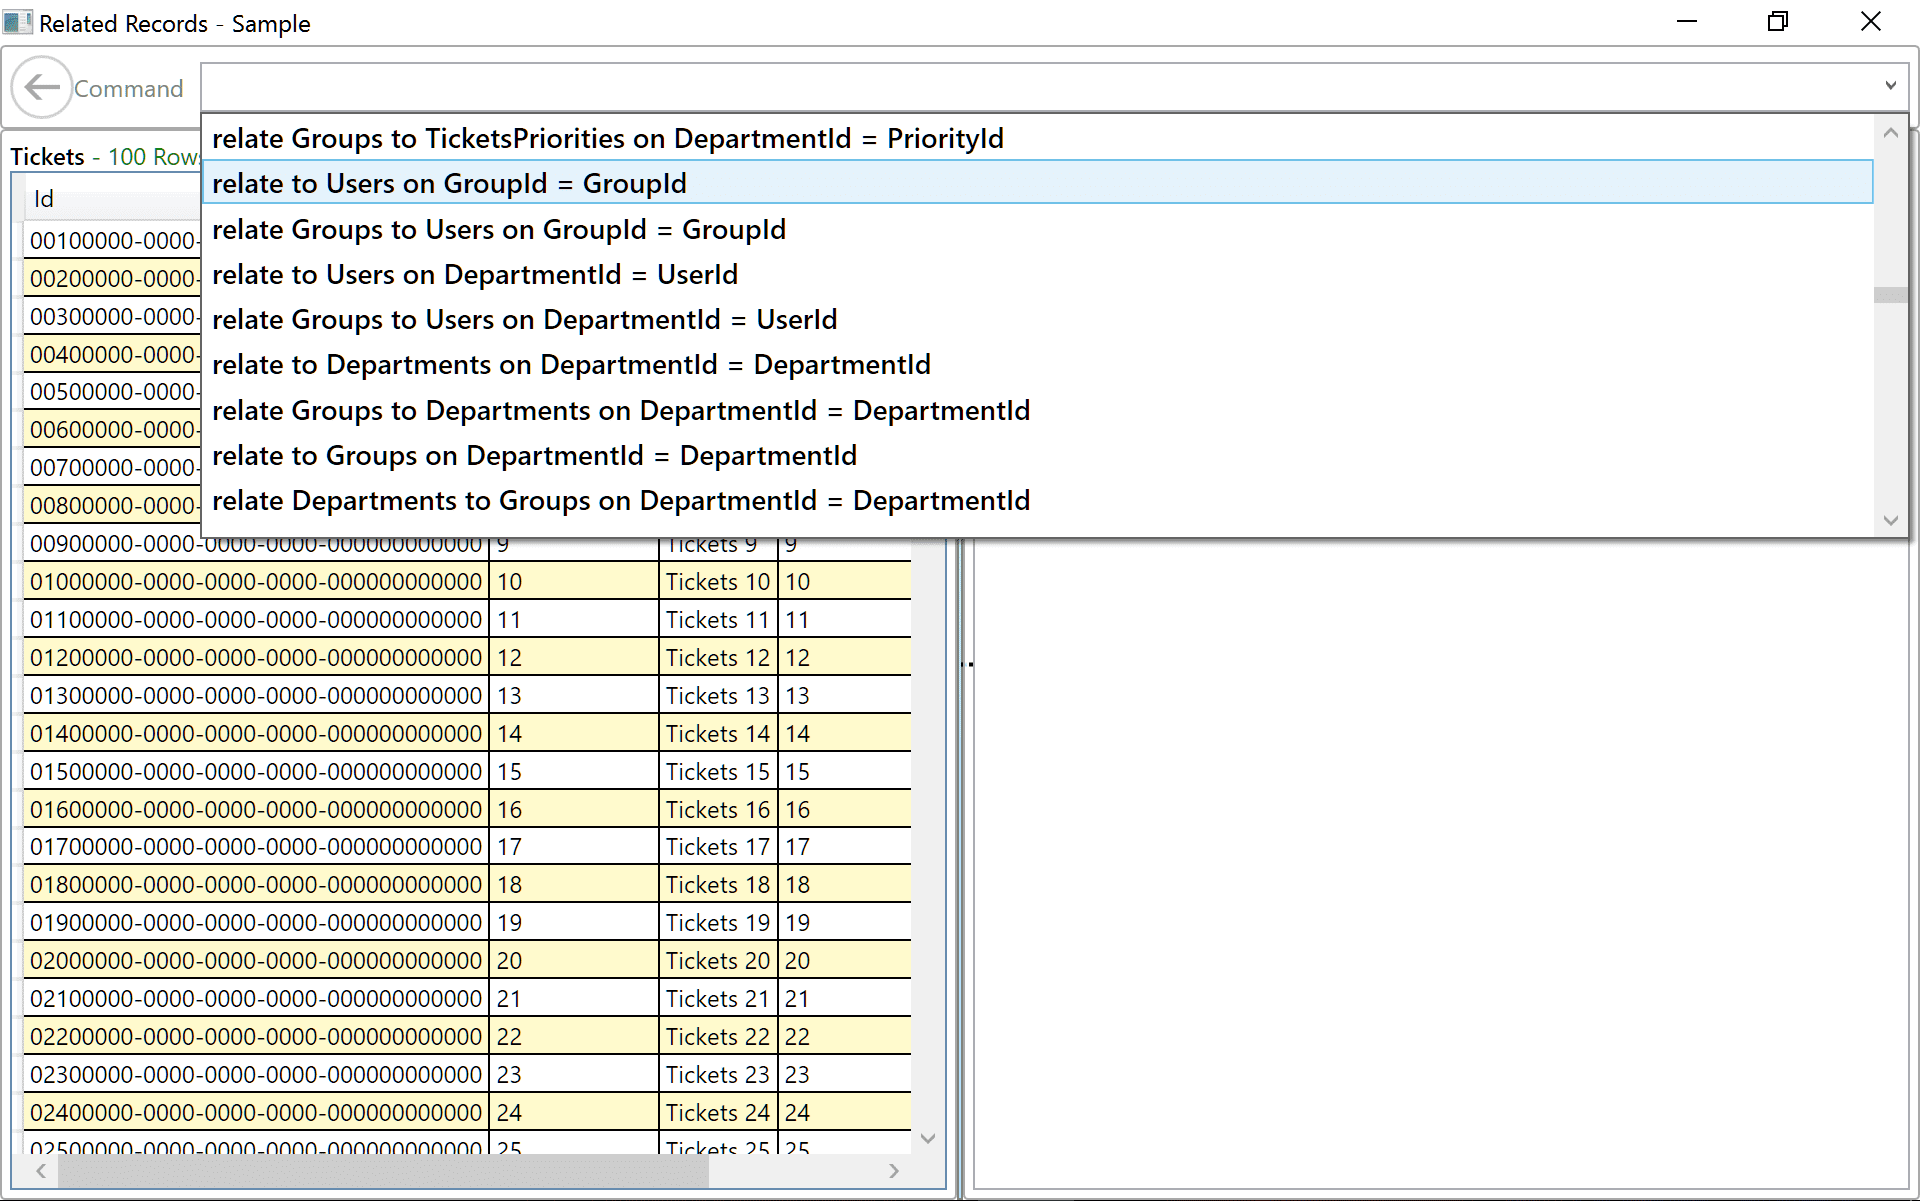 Related Records - Sample
Command
relate Groups to TicketsPriorities on DepartmentId = PriorityId
relate to Users on GroupId = GroupId
relate Groups to Users on GroupId = GroupId
relate to Users on DepartmentId = UserId
relate Groups to Users on DepartmentId = UserId
relate to Departments on DepartmentId = DepartmentId
relate Groups to Departments on DepartmentId = DepartmentId
relate to Groups on DepartmentId = DepartmentId
relate Departments to Groups on DepartmentId = DepartmentId
Tickets - 100 Rows
Id
00100000-0000-
00200000-0000-
00300000-0000-
00400000-0000-
00500000-0000-
00600000-0000-
00700000-0000-
00800000-0000-
00900000-0000-0000-0000-000000000000 9 Tickets 9 9
01000000-0000-0000-0000-000000000000 10 Tickets 10 10
01100000-0000-0000-0000-000000000000 11 Tickets 11 11
01200000-0000-0000-0000-000000000000 12 Tickets 12 12
01300000-0000-0000-0000-000000000000 13 Tickets 13 13
01400000-0000-0000-0000-000000000000 14 Tickets 14 14
01500000-0000-0000-0000-000000000000 15 Tickets 15 15
01600000-0000-0000-0000-000000000000 16 Tickets 16 16
01700000-0000-0000-0000-000000000000 17 Tickets 17 17
01800000-0000-0000-0000-000000000000 18 Tickets 18 18
01900000-0000-0000-0000-000000000000 19 Tickets 19 19
02000000-0000-0000-0000-000000000000 20 Tickets 20 20
02100000-0000-0000-0000-000000000000 21 Tickets 21 21
02200000-0000-0000-0000-000000000000 22 Tickets 22 22
02300000-0000-0000-0000-000000000000 23 Tickets 23 23
02400000-0000-0000-0000-000000000000 24 Tickets 24 24
02500000-0000-0000-0000-000000000000 25 Tickets 25 25